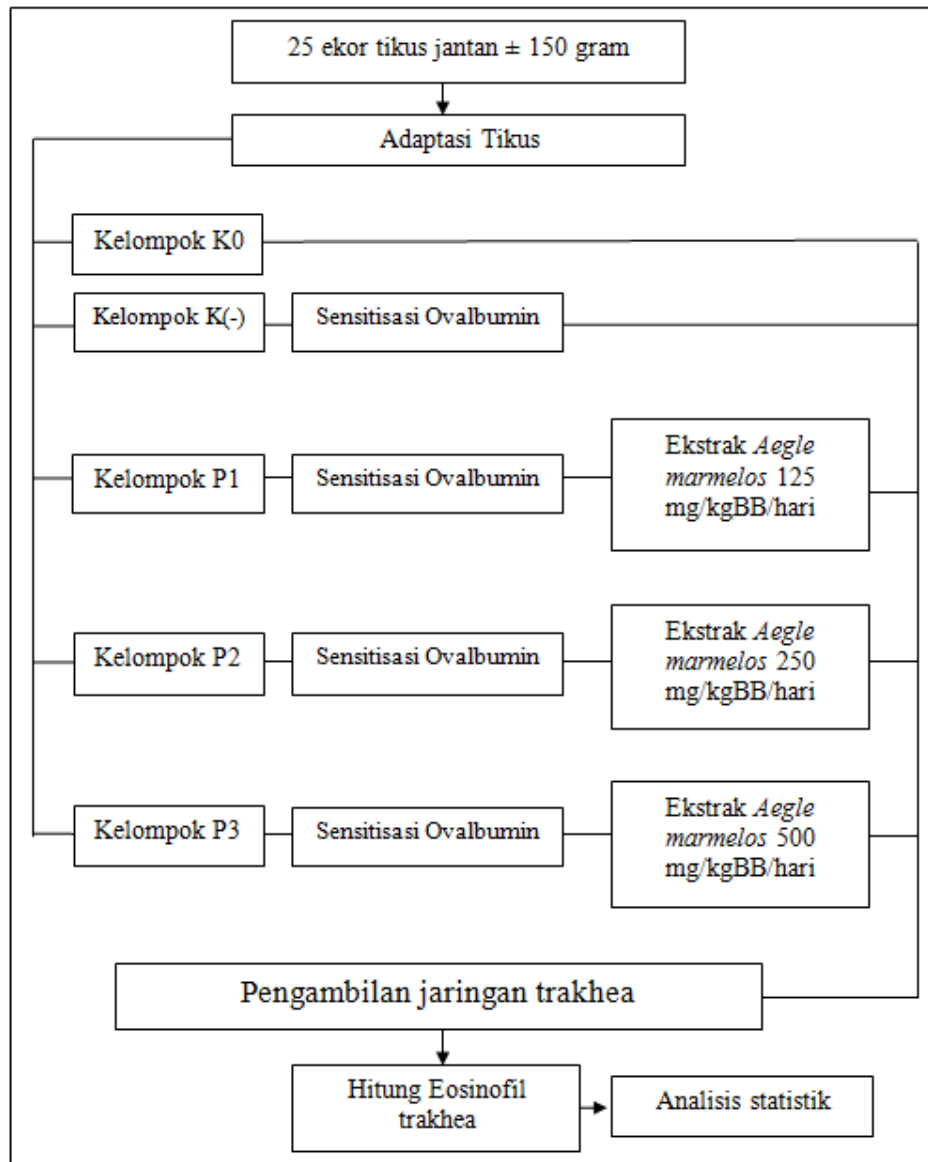 25 ekor tikus jantan ± 150 gram
Adaptasi Tikus
Kelompok K0
Kelompok K(-)
Sensitisasi Ovalbumin
Kelompok P1
Sensitisasi Ovalbumin
Ekstrak Aegle
marmelos 125
mg/kgBB/hari
Kelompok P2
Sensitisasi Ovalbumin
Ekstrak Aegle
marmelos 250
mg/kgBB/hari
Kelompok P3
Sensitisasi Ovalbumin
Ekstrak Aegle
marmelos 500
mg/kgBB/hari
Pengambilan jaringan trakhea
Hitung Eosinofil
trakhea
Analisis statistik